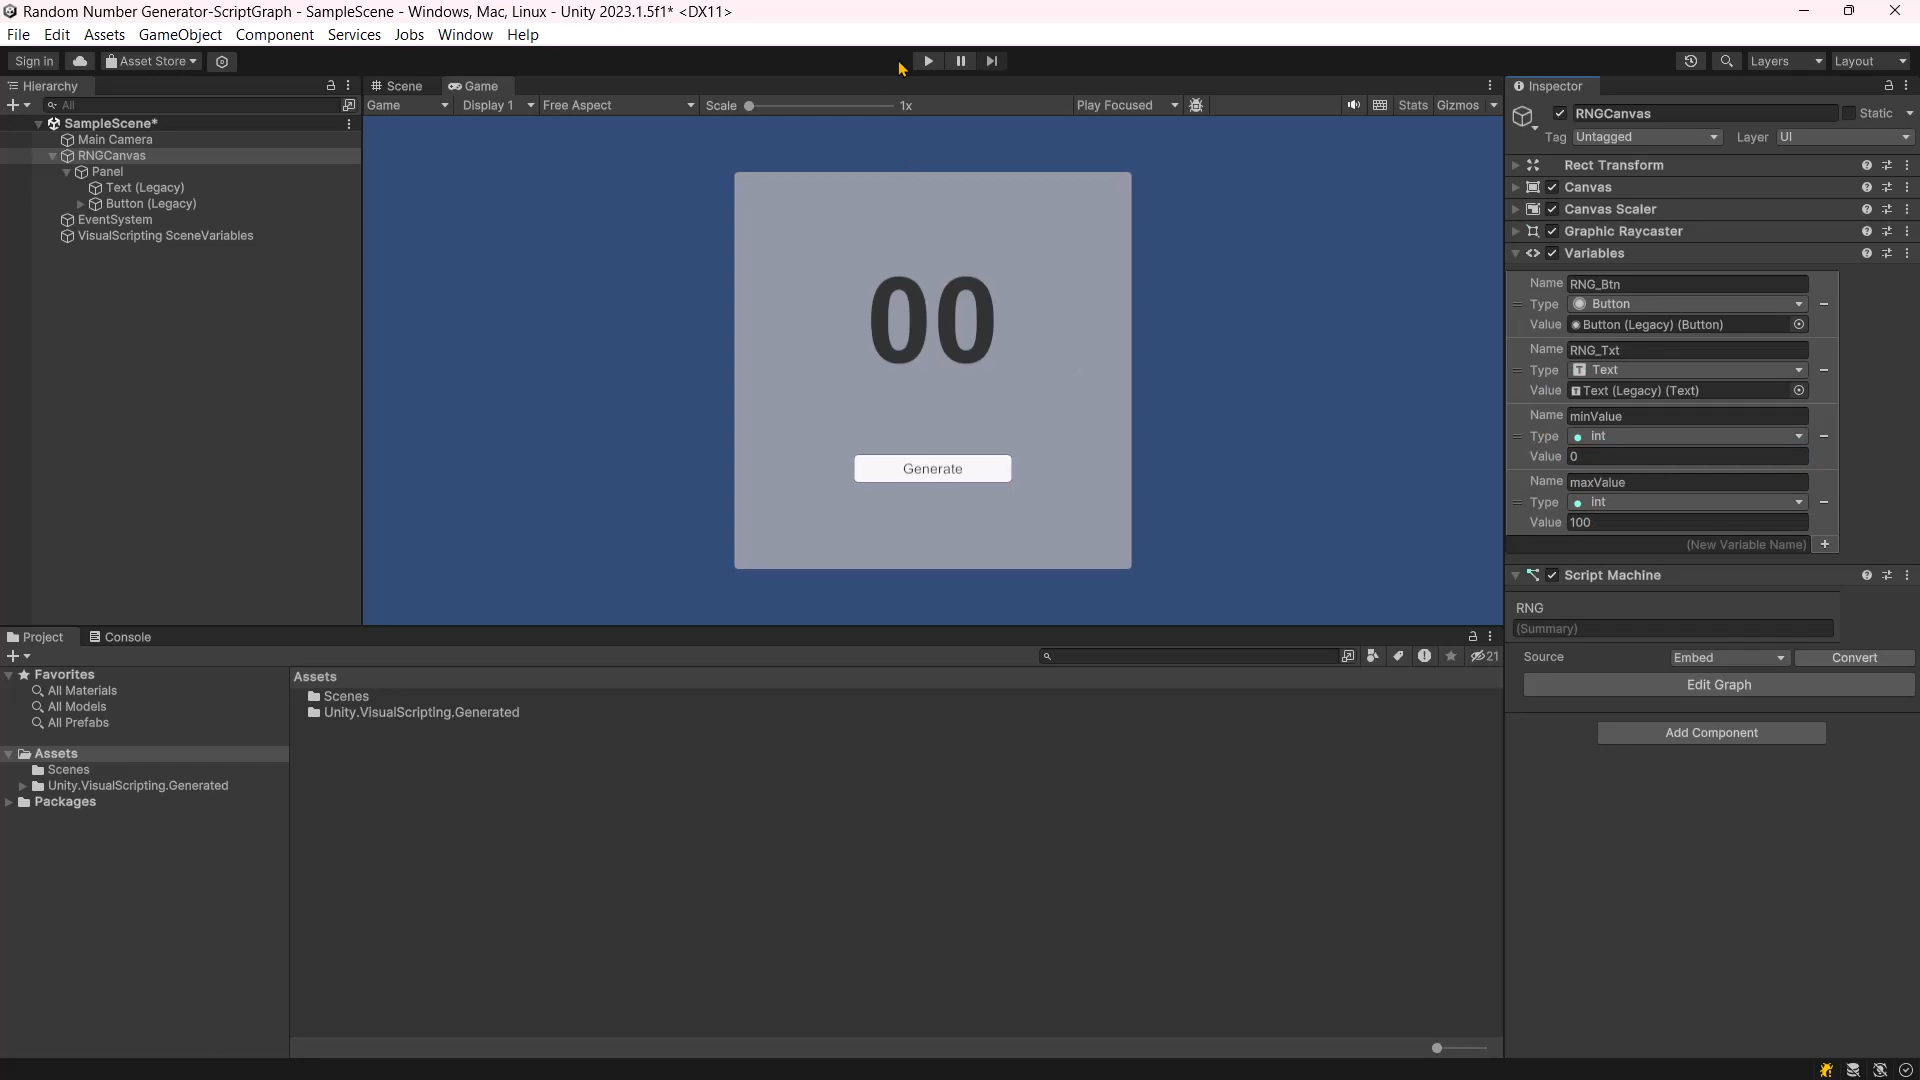 Random Number Generator-ScriptGraph - SampleScene - Windows, Mac, Linux - Unity 2023.1.5f1* <DX11>
File Edit Assets GameObject Component Services Jobs Window Help
Sign in Asset Store Layers Layout
Hierarchy
All
SampleScene*
Main Camera
RNGCanvas
Panel
Text (Legacy)
Button (Legacy)
EventSystem
VisualScripting SceneVariables
Scene Game
Game Display 1 Free Aspect Scale 1x Play Focused Stats Gizmos
00
Generate
Inspector
RNGCanvas Static
Tag Untagged Layer UI
Rect Transform
Canvas
Canvas Scaler
Graphic Raycaster
Variables
Name RNG_Btn
Type Button
Value Button (Legacy) (Button)
Name RNG_Txt
Type Text
Value Text (Legacy) (Text)
Name minValue
Type int
Value 0
Name maxValue
Type int
Value 100
(New Variable Name)
Script Machine
RNG
(Summary)
Source Embed Convert
Edit Graph
Add Component
Project Console
21
Favorites
All Materials
All Models
All Prefabs
Assets
Scenes
Unity.VisualScripting.Generated
Packages
Assets
Scenes
Unity.VisualScripting.Generated